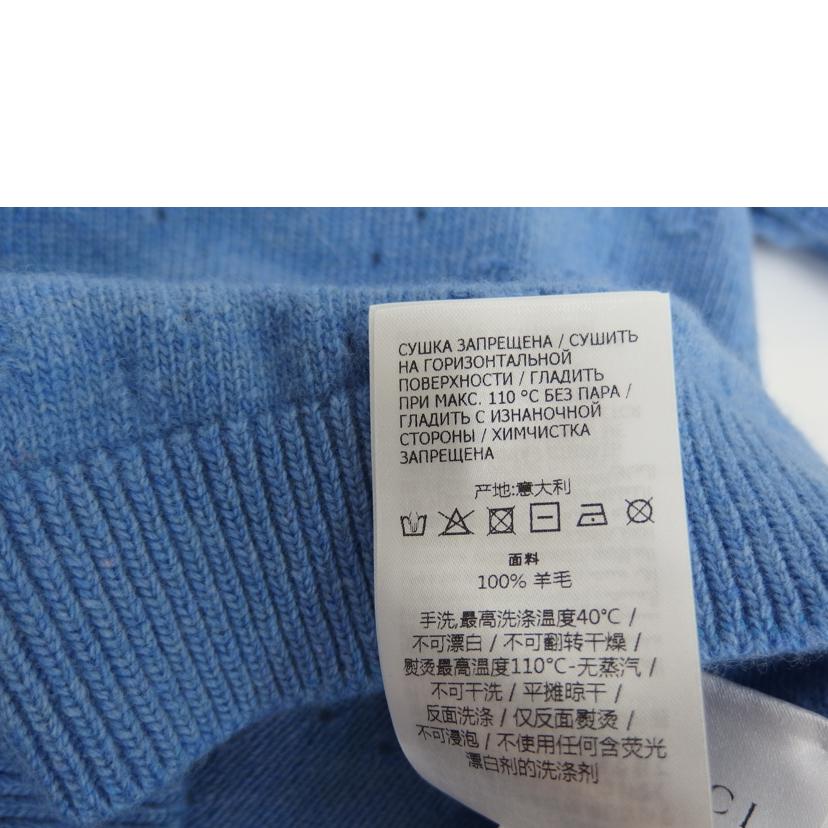 СУШКА ЗАПРЕЩЕНА / СУШИТЬ
НА ГОРИЗОНТАЛЬНОЙ
ПОВЕРХНОСТИ / ГЛАДИТЬ
ПРИ МАКС. 110 °C БЕЗ ПАРА /
ГЛАДИТЬ С ИЗНАНОЧНОЙ
СТОРОНЫ / ХИМЧИСТКА
ЗАПРЕЩЕНА
产地:意大利
面料
100% 羊毛
手洗,最高洗涤温度40°C /
不可漂白 / 不可翻转干燥 /
熨烫最高温度110°C-无蒸汽 /
不可干洗 / 平摊晾干 /
反面洗涤 / 仅反面熨烫 /
不可浸泡 / 不使用任何含荧光
漂白剂的洗涤剂